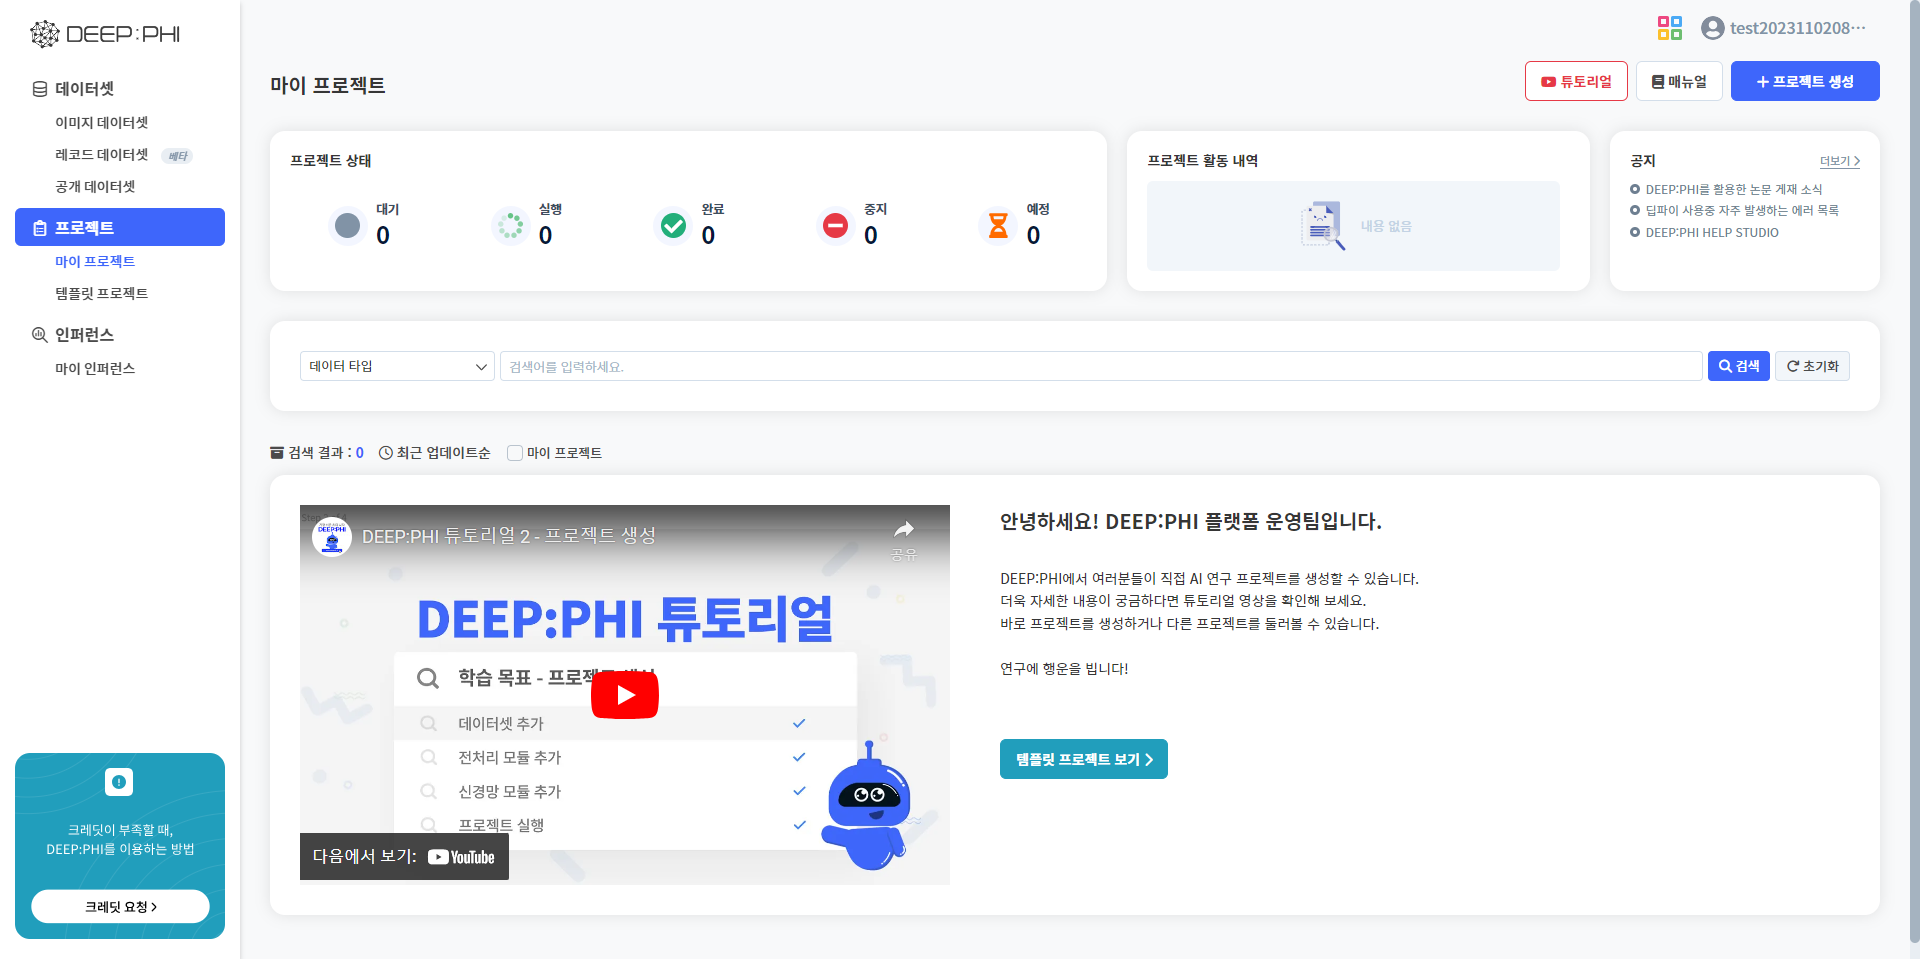 DEEP:PHI
test2023110208···
데이터셋
이미지 데이터셋
레코드 데이터셋 베타
공개 데이터셋
프로젝트
마이 프로젝트
템플릿 프로젝트
인퍼런스
마이 인퍼런스
크레딧이 부족할 때,
DEEP:PHI를 이용하는 방법
크레딧 요청
마이 프로젝트
튜토리얼
매뉴얼
프로젝트 생성
프로젝트 상태
대기
0
실행
0
완료
0
중지
0
예정
0
프로젝트 활동 내역
내용 없음
공지
더보기
DEEP:PHI를 활용한 논문 게재 소식
딥파이 사용중 자주 발생하는 에러 목록
DEEP:PHI HELP STUDIO
데이터 타입
검색어를 입력하세요.
검색
초기화
검색 결과 : 0
최근 업데이트순
마이 프로젝트
DEEP:PHI
DEEP:PHI 튜토리얼 2 - 프로젝트 생성
공유
DEEP:PHI 튜토리얼
학습 목표 - 프로젝트 생성
데이터셋 추가
전처리 모듈 추가
신경망 모듈 추가
프로젝트 실행
다음에서 보기: YouTube
안녕하세요! DEEP:PHI 플랫폼 운영팀입니다.
DEEP:PHI에서 여러분들이 직접 AI 연구 프로젝트를 생성할 수 있습니다.
더욱 자세한 내용이 궁금하다면 튜토리얼 영상을 확인해 보세요.
바로 프로젝트를 생성하거나 다른 프로젝트를 둘러볼 수 있습니다.
연구에 행운을 빕니다!
템플릿 프로젝트 보기